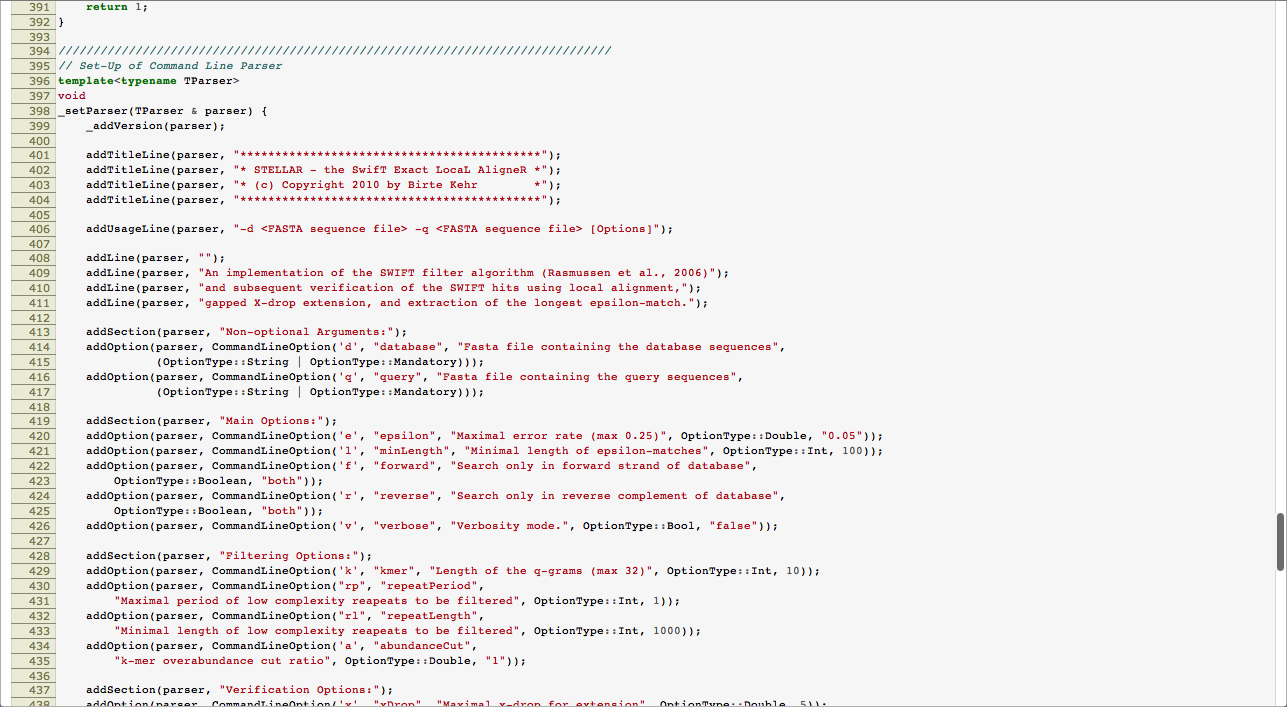 391     return 1;
392 }
393
394 ///////////////////////////////////////////////////////////////////////////////
395 // Set-Up of Command Line Parser
396 template<typename TParser>
397 void
398 _setParser(TParser & parser) {
399     _addVersion(parser);
400
401     addTitleLine(parser, "*******************************************");
402     addTitleLine(parser, "* STELLAR - the SwifT Exact LocaL AligneR *");
403     addTitleLine(parser, "* (c) Copyright 2010 by Birte Kehr        *");
404     addTitleLine(parser, "*******************************************");
405
406     addUsageLine(parser, "-d <FASTA sequence file> -q <FASTA sequence file> [Options]");
407
408     addLine(parser, "");
409     addLine(parser, "An implementation of the SWIFT filter algorithm (Rasmussen et al., 2006)");
410     addLine(parser, "and subsequent verification of the SWIFT hits using local alignment,");
411     addLine(parser, "gapped X-drop extension, and extraction of the longest epsilon-match.");
412
413     addSection(parser, "Non-optional Arguments:");
414     addOption(parser, CommandLineOption('d', "database", "Fasta file containing the database sequences",
415               (OptionType::String | OptionType::Mandatory)));
416     addOption(parser, CommandLineOption('q', "query", "Fasta file containing the query sequences",
417               (OptionType::String | OptionType::Mandatory)));
418
419     addSection(parser, "Main Options:");
420     addOption(parser, CommandLineOption('e', "epsilon", "Maximal error rate (max 0.25)", OptionType::Double, "0.05"));
421     addOption(parser, CommandLineOption('l', "minLength", "Minimal length of epsilon-matches", OptionType::Int, 100));
422     addOption(parser, CommandLineOption('f', "forward", "Search only in forward strand of database",
423         OptionType::Boolean, "both"));
424     addOption(parser, CommandLineOption('r', "reverse", "Search only in reverse complement of database",
425         OptionType::Boolean, "both"));
426     addOption(parser, CommandLineOption('v', "verbose", "Verbosity mode.", OptionType::Bool, "false"));
427
428     addSection(parser, "Filtering Options:");
429     addOption(parser, CommandLineOption('k', "kmer", "Length of the q-grams (max 32)", OptionType::Int, 10));
430     addOption(parser, CommandLineOption("rp", "repeatPeriod",
431         "Maximal period of low complexity reapeats to be filtered", OptionType::Int, 1));
432     addOption(parser, CommandLineOption("rl", "repeatLength",
433         "Minimal length of low complexity reapeats to be filtered", OptionType::Int, 1000));
434     addOption(parser, CommandLineOption('a', "abundanceCut",
435         "k-mer overabundance cut ratio", OptionType::Double, "1"));
436
437     addSection(parser, "Verification Options:");
438     addOption(parser, CommandLineOption('x', "xDrop", "Maximal x-drop for extension", OptionType::Double, 5));